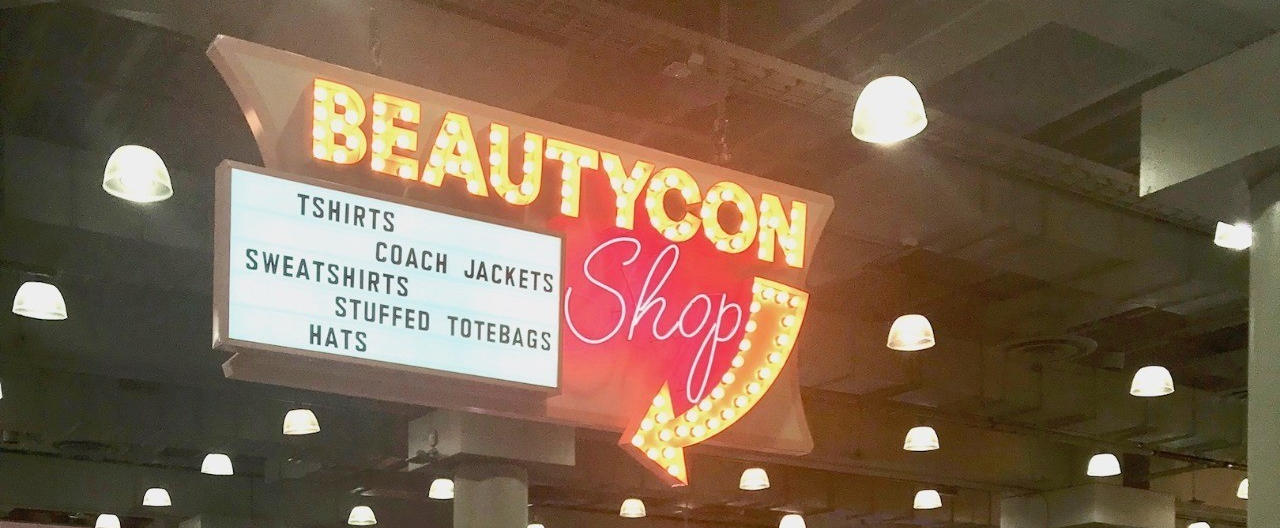 BEAUTYCON
Shop
TSHIRTS
COACH JACKETS
SWEATSHIRTS
STUFFED TOTEBAGS
HATS